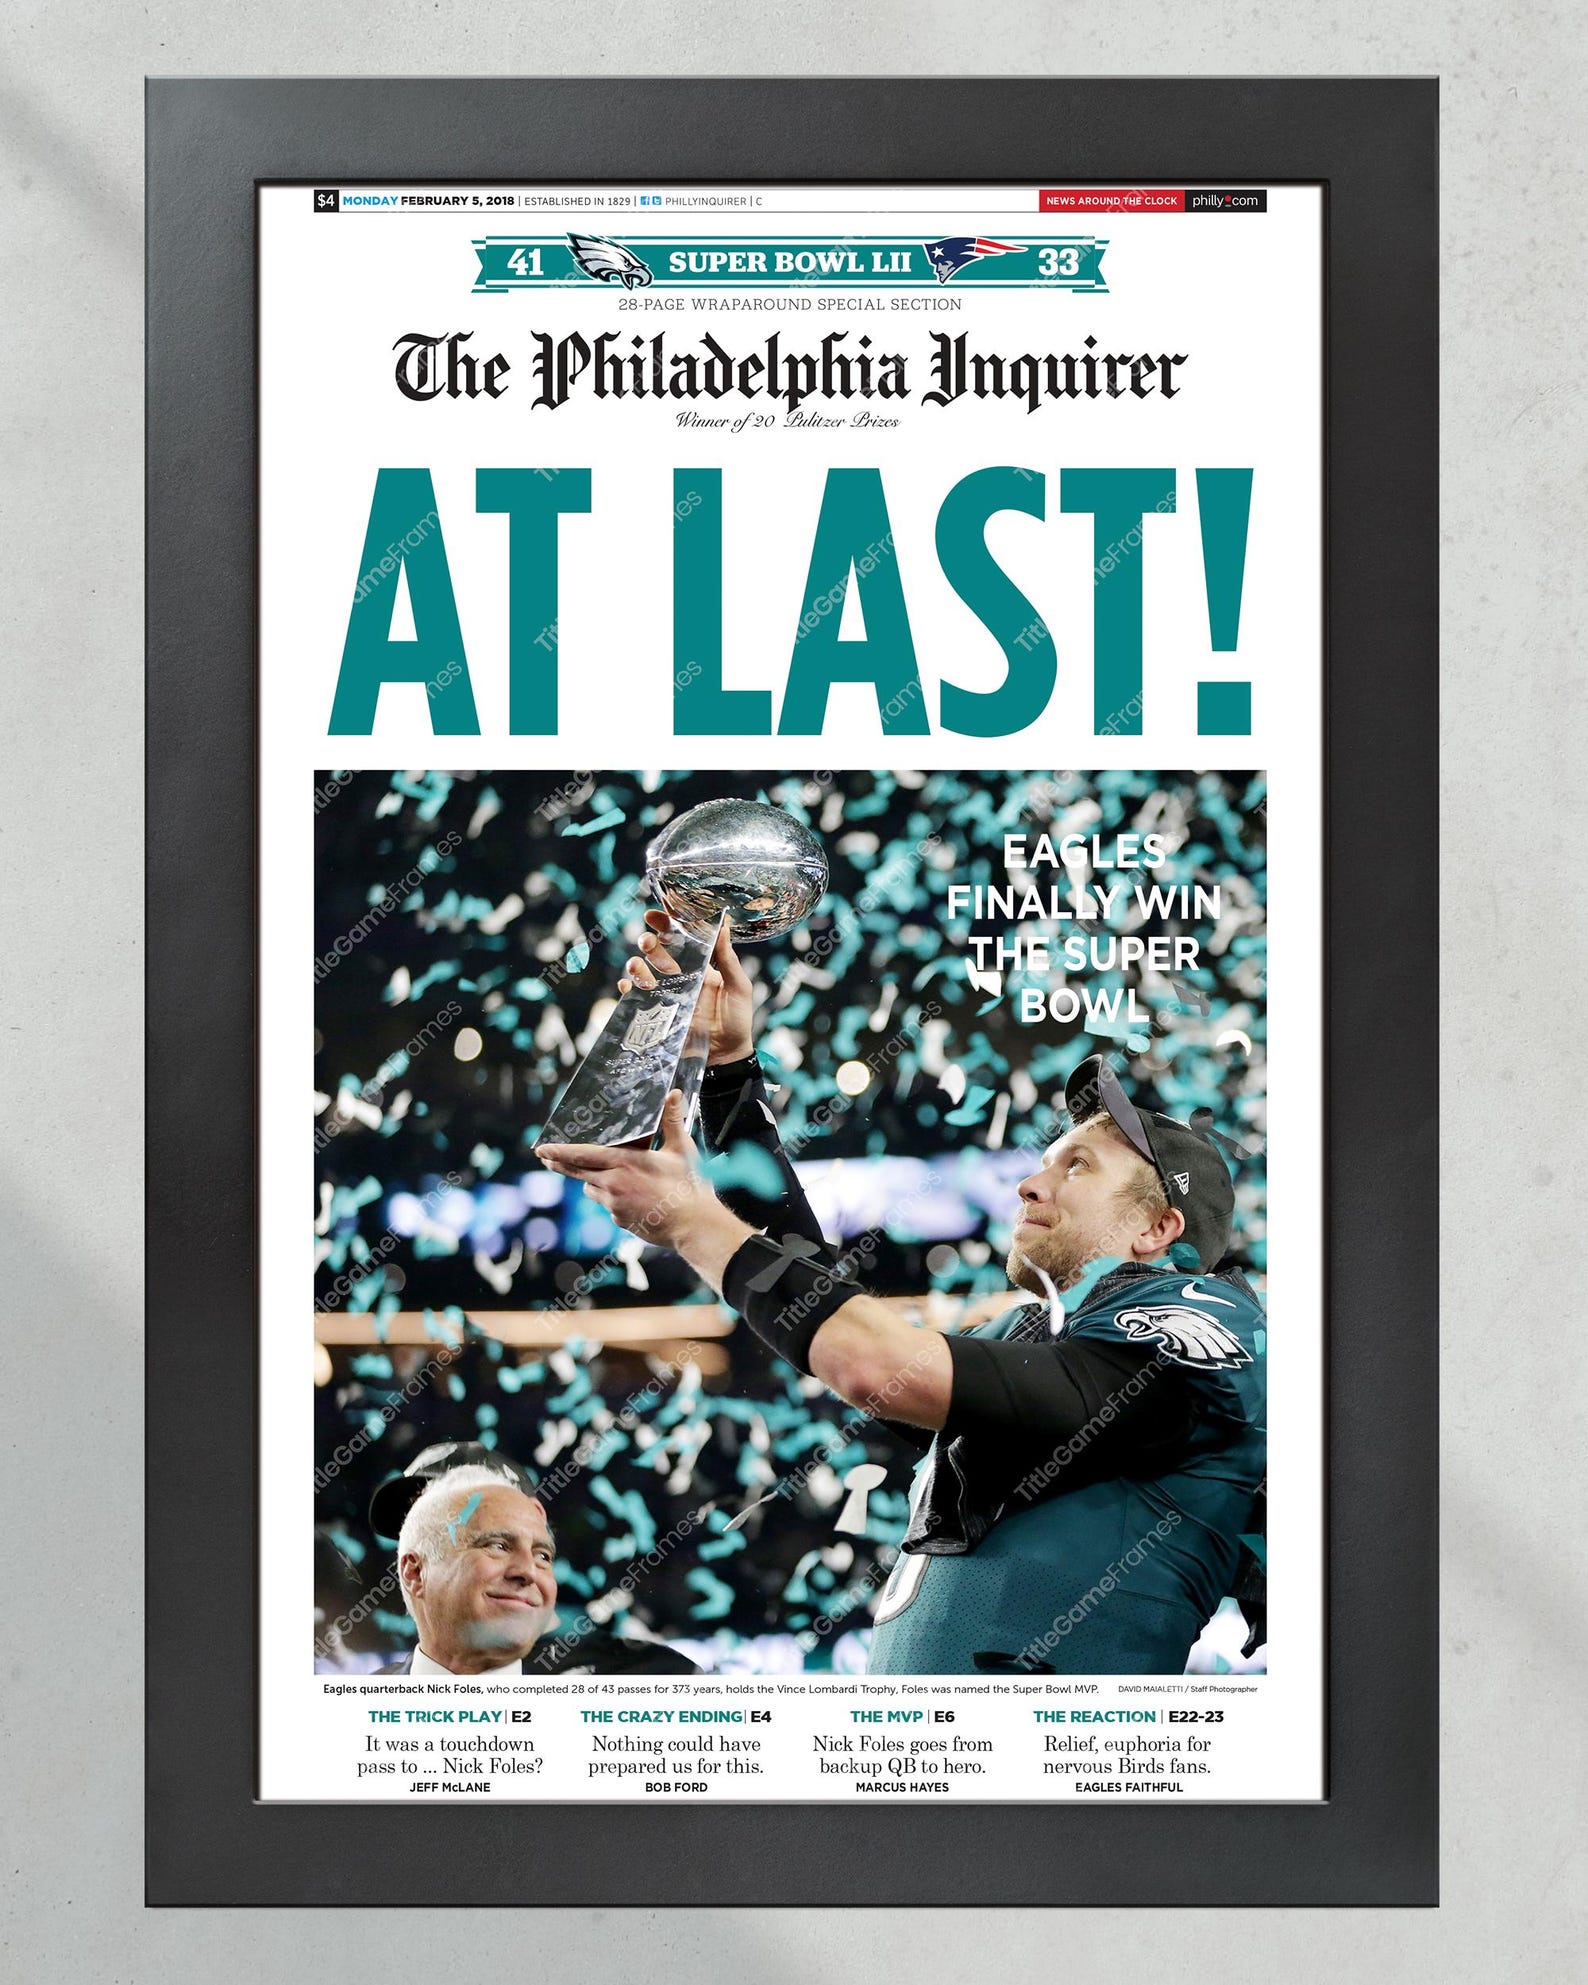 $4 MONDAY FEBRUARY 5, 2018 | ESTABLISHED IN 1829 | PHILLYINQUIRER | C NEWS AROUND THE CLOCK philly.com
41 SUPER BOWL LII 33
28-PAGE WRAPAROUND SPECIAL SECTION
The Philadelphia Inquirer
Winner of 20 Pulitzer Prizes
AT LAST!
EAGLES
FINALLY WIN
THE SUPER
BOWL
VINCE LOMBARDI
TROPHY
NFL
Eagles quarterback Nick Foles, who completed 28 of 43 passes for 373 years, holds the Vince Lombardi Trophy, Foles was named the Super Bowl MVP. DAVID MAIALETTI / Staff Photographer
THE TRICK PLAY | E2
It was a touchdown
pass to ... Nick Foles?
JEFF McLANE
THE CRAZY ENDING | E4
Nothing could have
prepared us for this.
BOB FORD
THE MVP | E6
Nick Foles goes from
backup QB to hero.
MARCUS HAYES
THE REACTION | E22-23
Relief, euphoria for
nervous Birds fans.
EAGLES FAITHFUL
TitleGameFrames